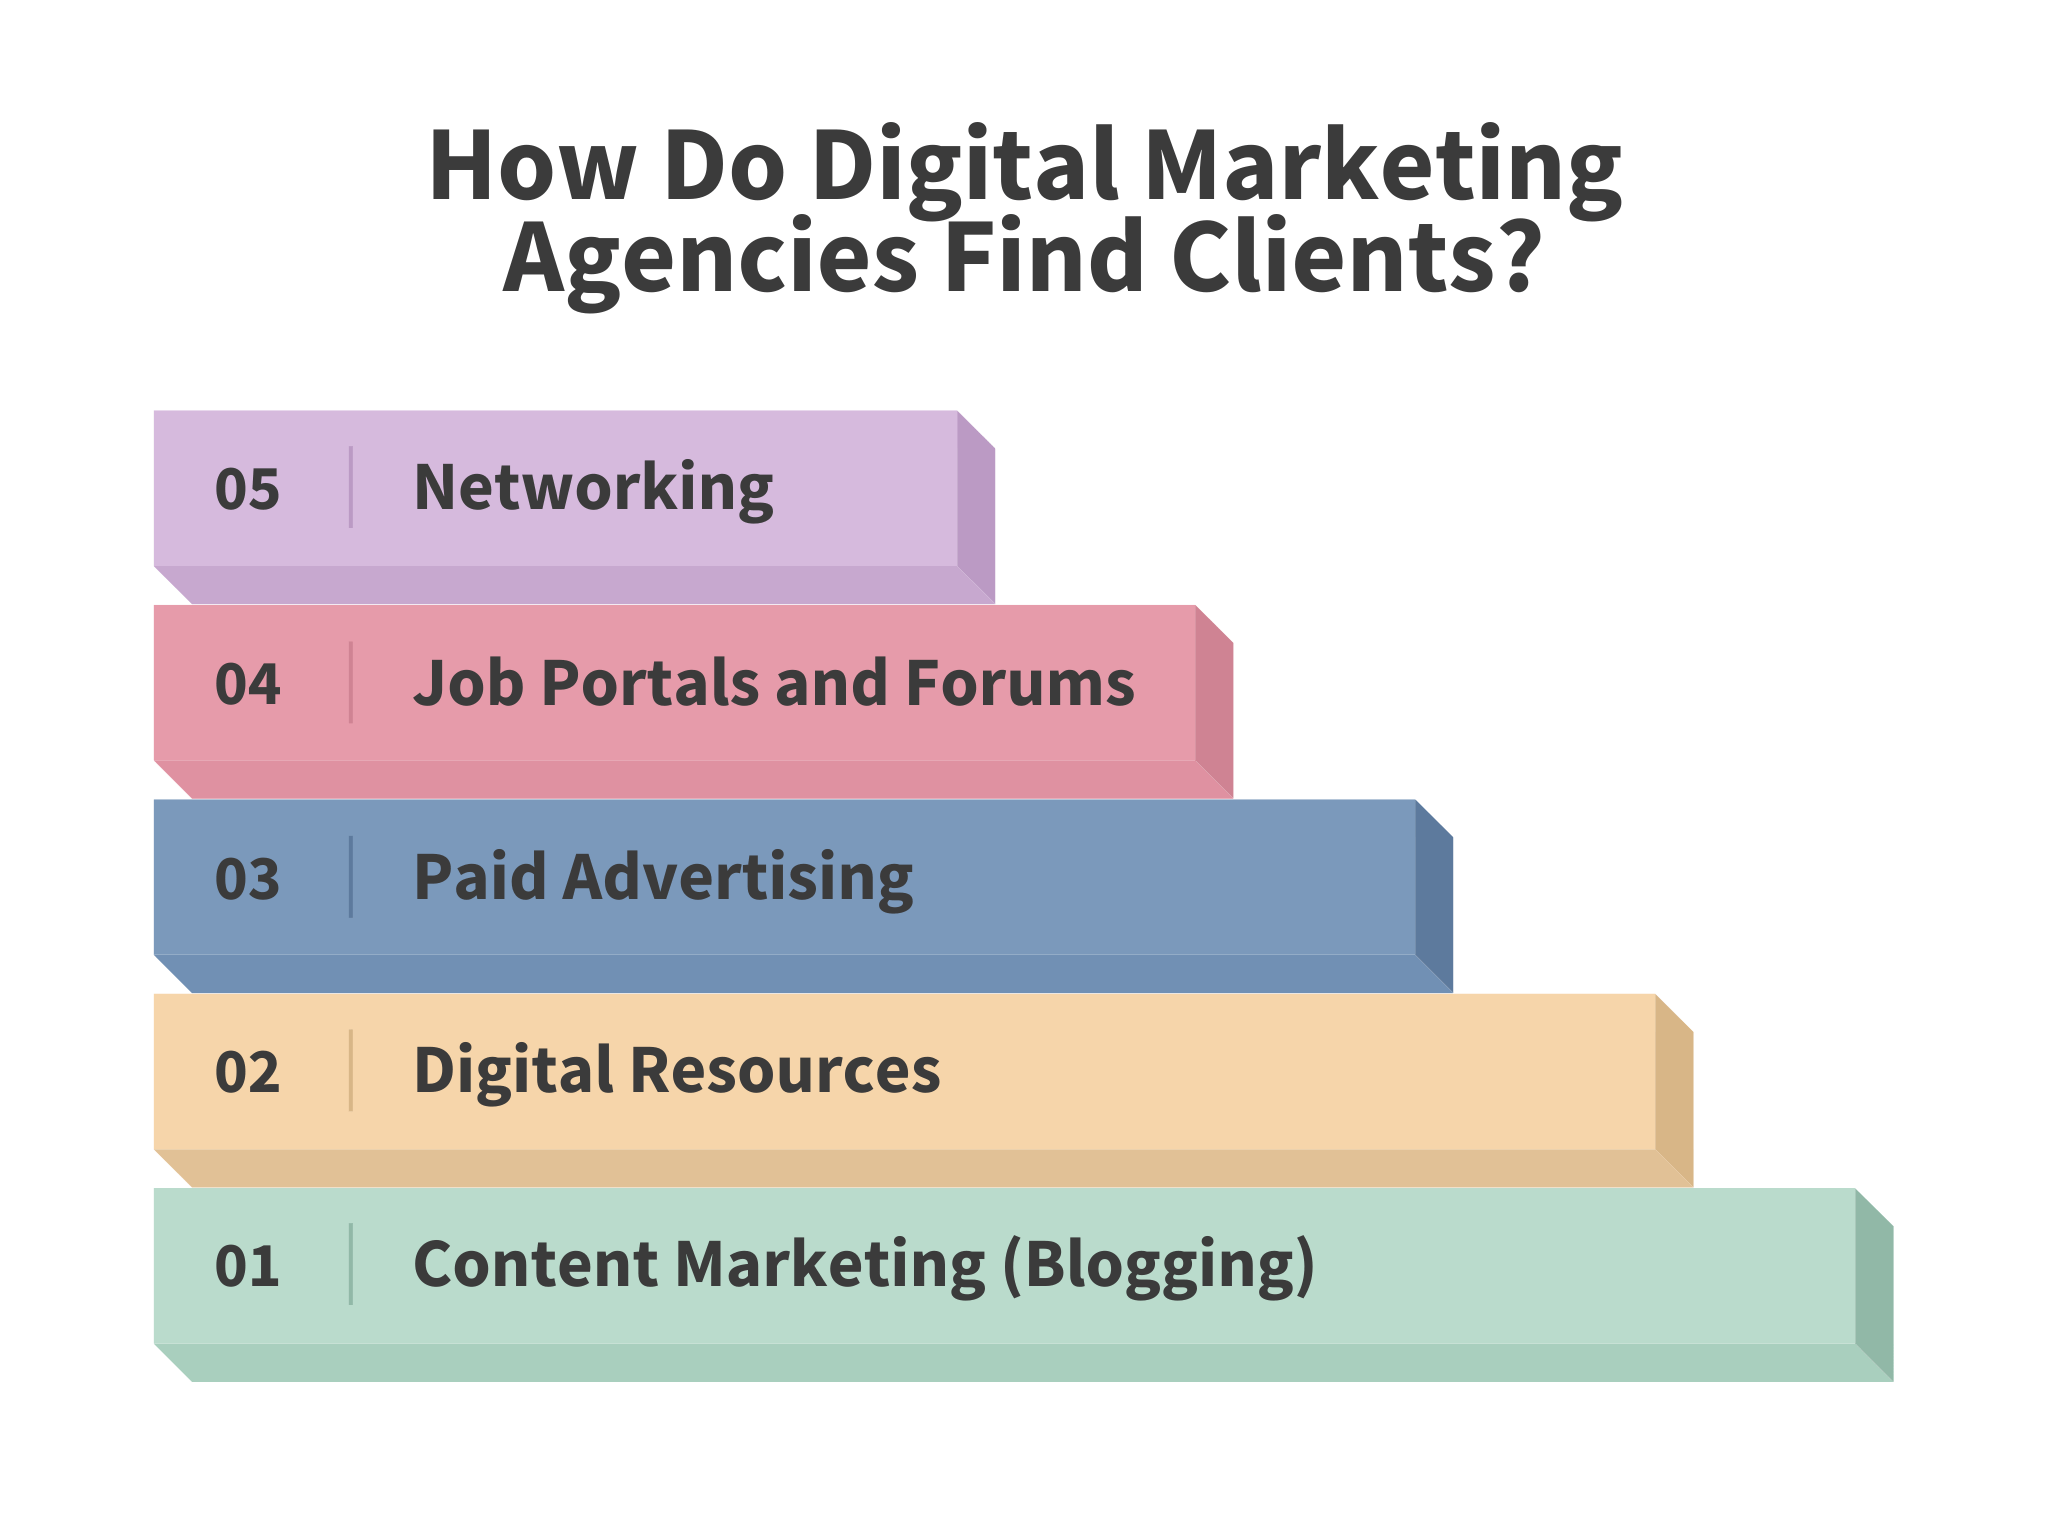 How Do Digital Marketing
Agencies Find Clients?
05 Networking
04 Job Portals and Forums
03 Paid Advertising
02 Digital Resources
01 Content Marketing (Blogging)